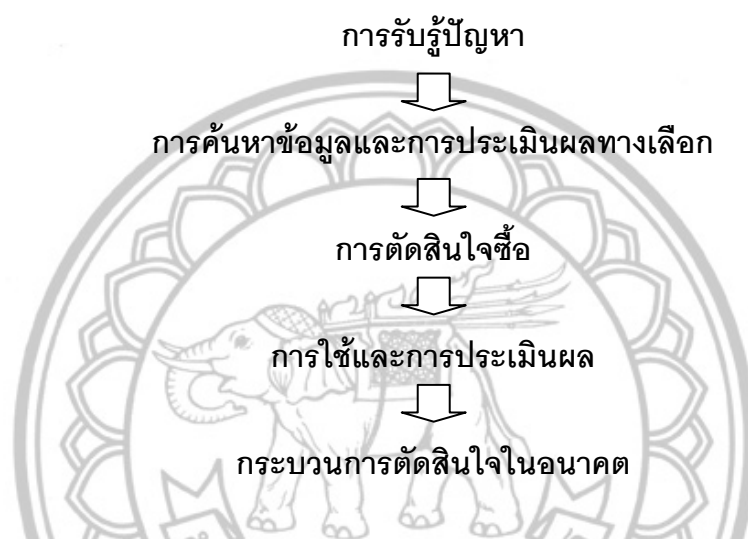 การรับรู้ปัญหา
การค้นหาข้อมูลและการประเมินผลทางเลือก
การตัดสินใจซื้อ
การใช้และการประเมินผล
กระบวนการตัดสินใจในอนาคต